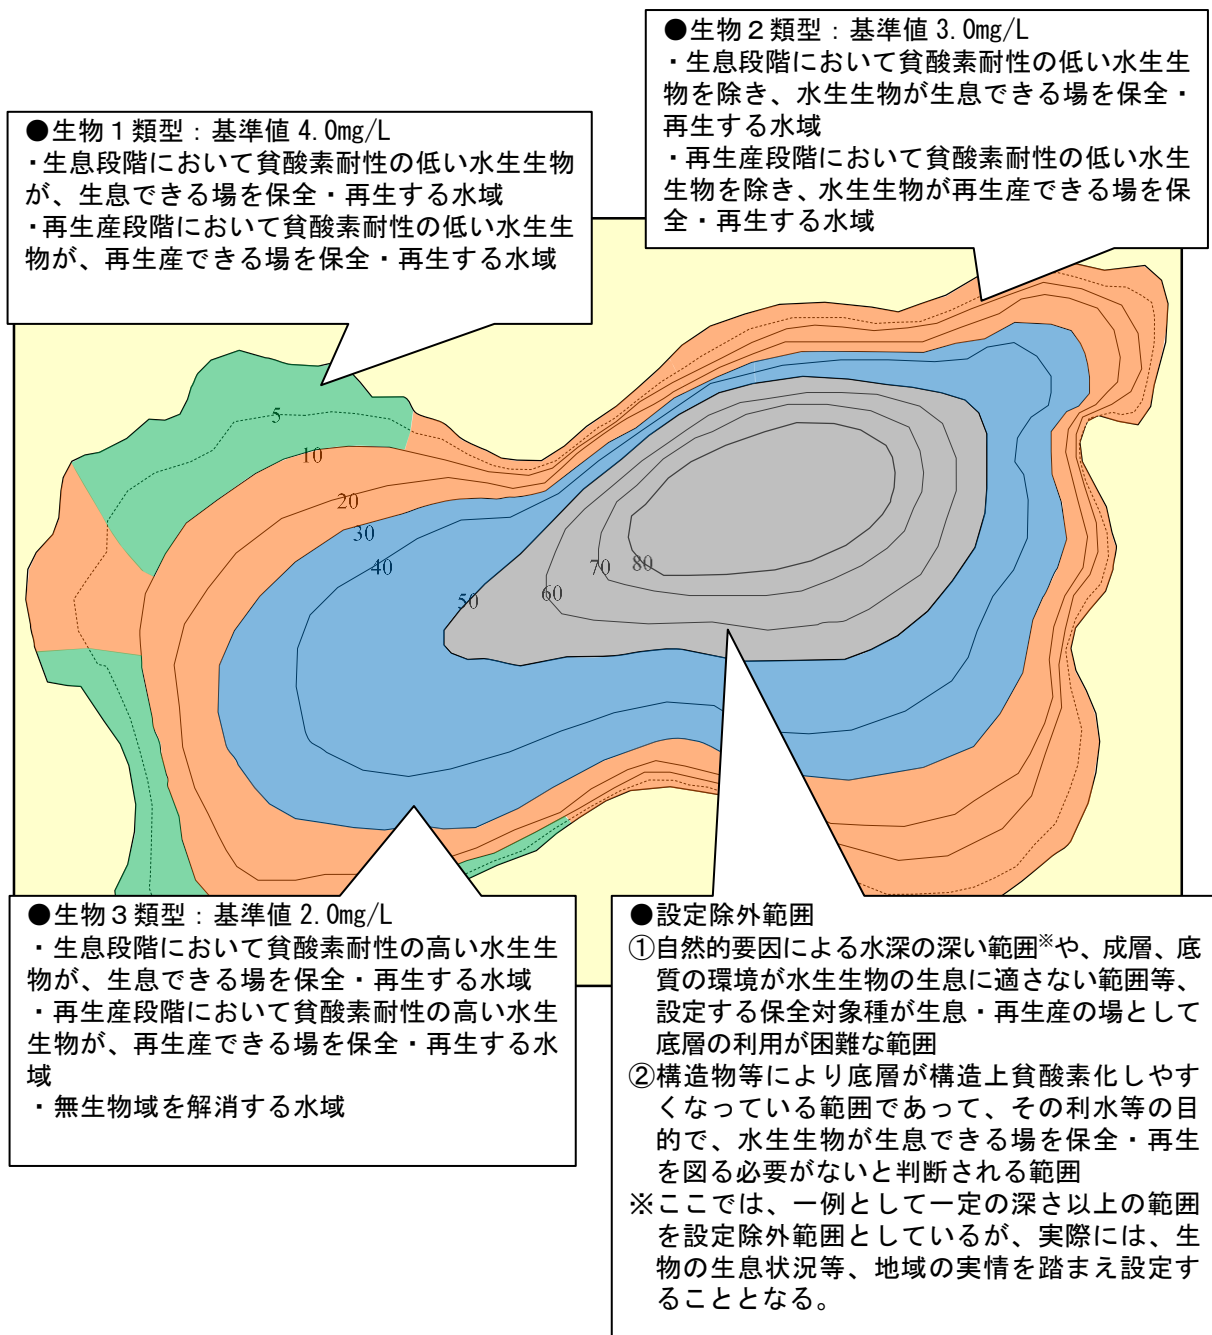 ●生物２類型：基準値 3.0mg/L
・生息段階において貧酸素耐性の低い水生生
物を除き、水生生物が生息できる場を保全・
再生する水域
・再生産段階において貧酸素耐性の低い水生
生物を除き、水生生物が再生産できる場を保
全・再生する水域
●生物１類型：基準値 4.0mg/L
・生息段階において貧酸素耐性の低い水生生物
が、生息できる場を保全・再生する水域
・再生産段階において貧酸素耐性の低い水生生
物が、再生産できる場を保全・再生する水域
5
10
20
30
40
50
60
70
80
●生物３類型：基準値 2.0mg/L
・生息段階において貧酸素耐性の高い水生生
物が、生息できる場を保全・再生する水域
・再生産段階において貧酸素耐性の高い水生
生物が、再生産できる場を保全・再生する水
域
・無生物域を解消する水域
●設定除外範囲
①自然的要因による水深の深い範囲※や、成層、底
質の環境が水生生物の生息に適さない範囲等、
設定する保全対象種が生息・再生産の場として
底層の利用が困難な範囲
②構造物等により底層が構造上貧酸素化しやす
くなっている範囲であって、その利水等の目
的で、水生生物が生息できる場を保全・再生
を図る必要がないと判断される範囲
※ここでは、一例として一定の深さ以上の範囲
を設定除外範囲としているが、実際には、生
物の生息状況等、地域の実情を踏まえ設定す
ることとなる。